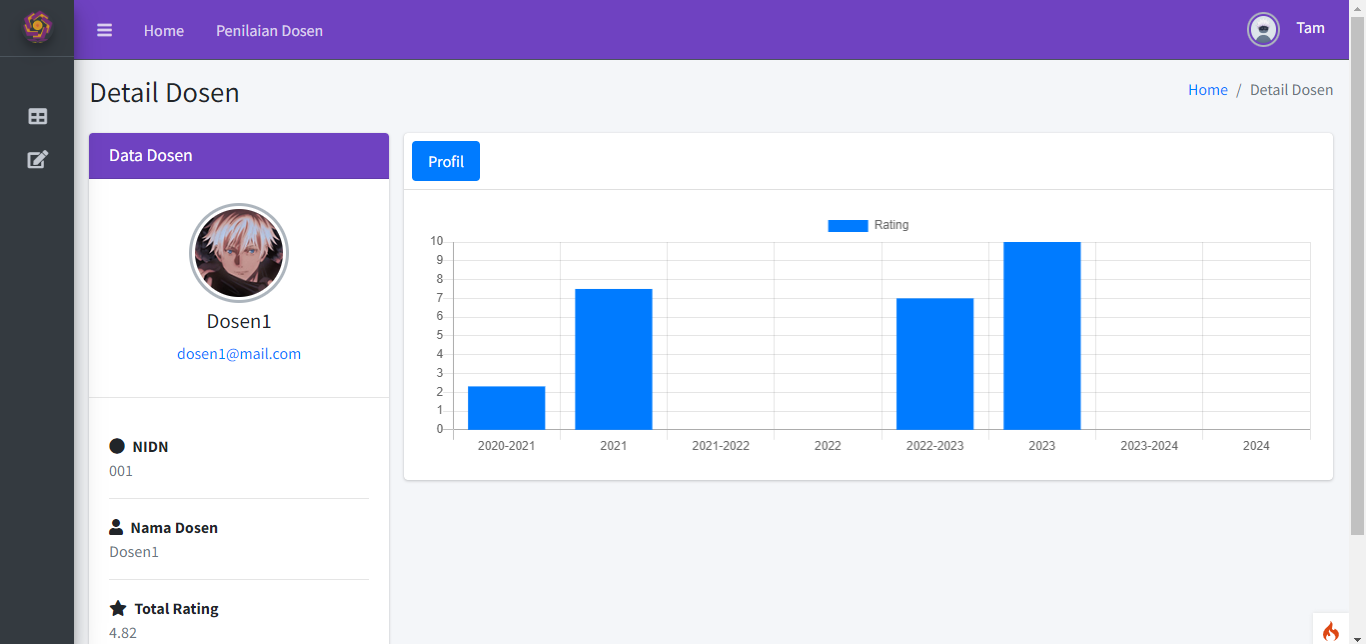 Home Penilaian Dosen Tam
Detail Dosen
Home / Detail Dosen
Data Dosen
Dosen1
dosen1@mail.com
NIDN
001
Nama Dosen
Dosen1
Total Rating
4.82
Profil
Rating
10
9
8
7
6
5
4
3
2
1
0
2020-2021 2021 2021-2022 2022 2022-2023 2023 2023-2024 2024